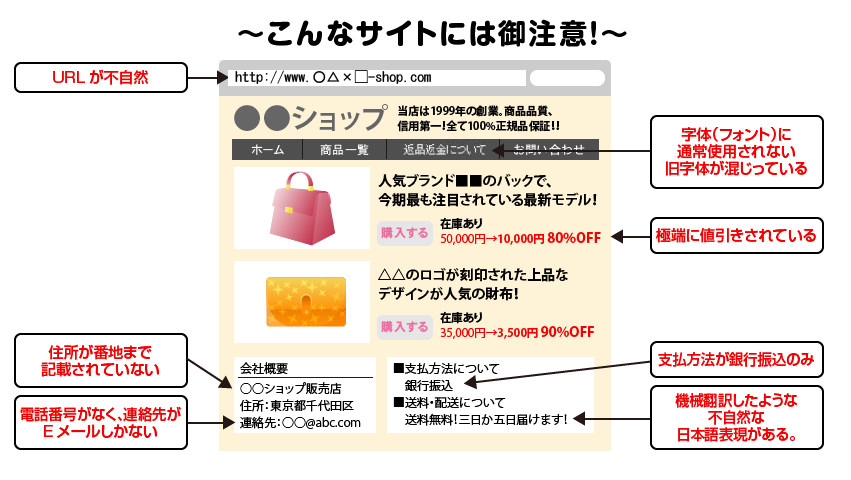 ～こんなサイトには御注意!～
URLが不自然
http://www.○△×□-shop.com
●●ショップ
当店は1999年の創業。商品品質、
信用第一!全て100%正規品保証!!
ホーム
商品一覧
返品返金について
お問い合わせ
字体（フォント）に
通常使用されない
旧字体が混じっている
人気ブランド■■のバックで、
今期最も注目されている最新モデル!
購入する
在庫あり
50,000円→10,000円 80%OFF
極端に値引きされている
△△のロゴが刻印された上品な
デザインが人気の財布!
購入する
在庫あり
35,000円→3,500円 90%OFF
住所が番地まで
記載されていない
電話番号がなく、連絡先が
Eメールしかない
会社概要
○○ショップ販売店
住所：東京都千代田区
連絡先：○○@abc.com
■支払方法について
銀行振込
■送料・配送について
送料無料!三日か五日届けます!
支払方法が銀行振込のみ
機械翻訳したような
不自然な
日本語表現がある。